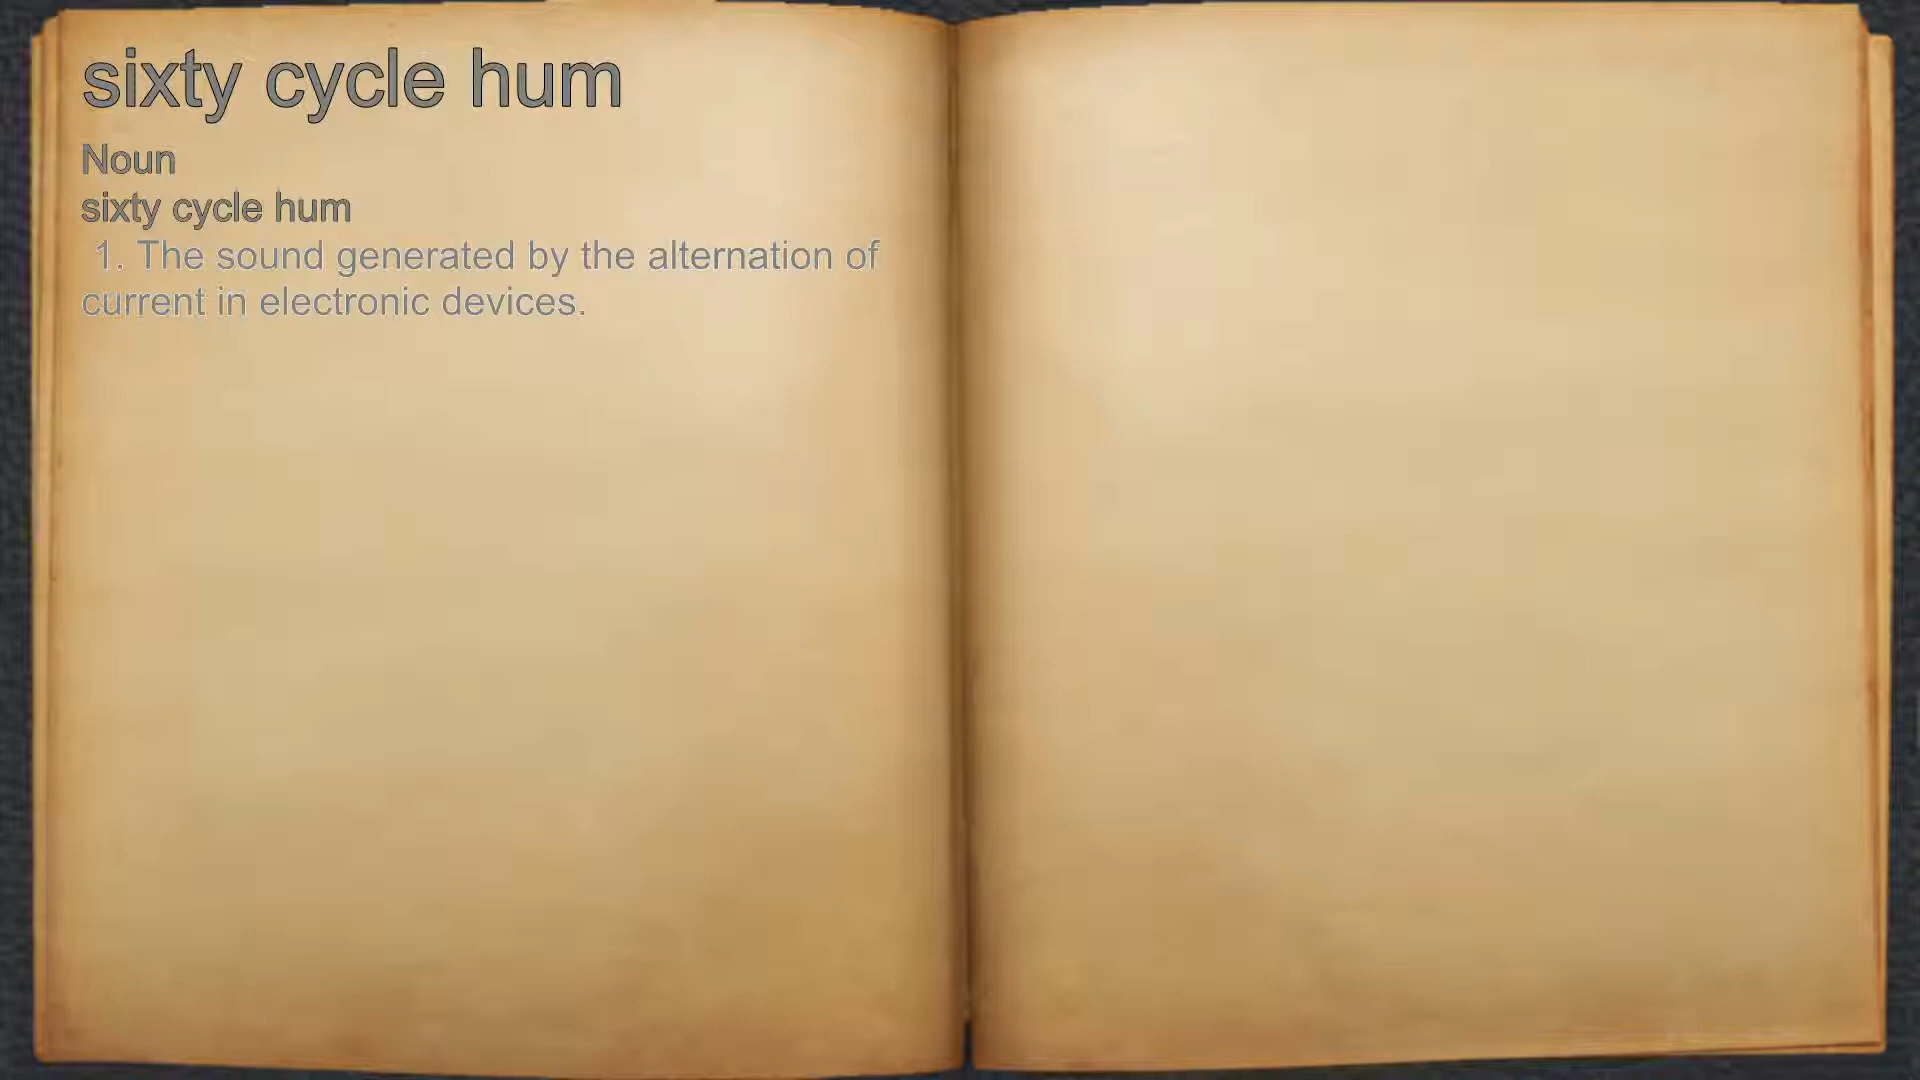 sixty cycle hum
Noun
sixty cycle hum
1. The sound generated by the alternation of
current in electronic devices.